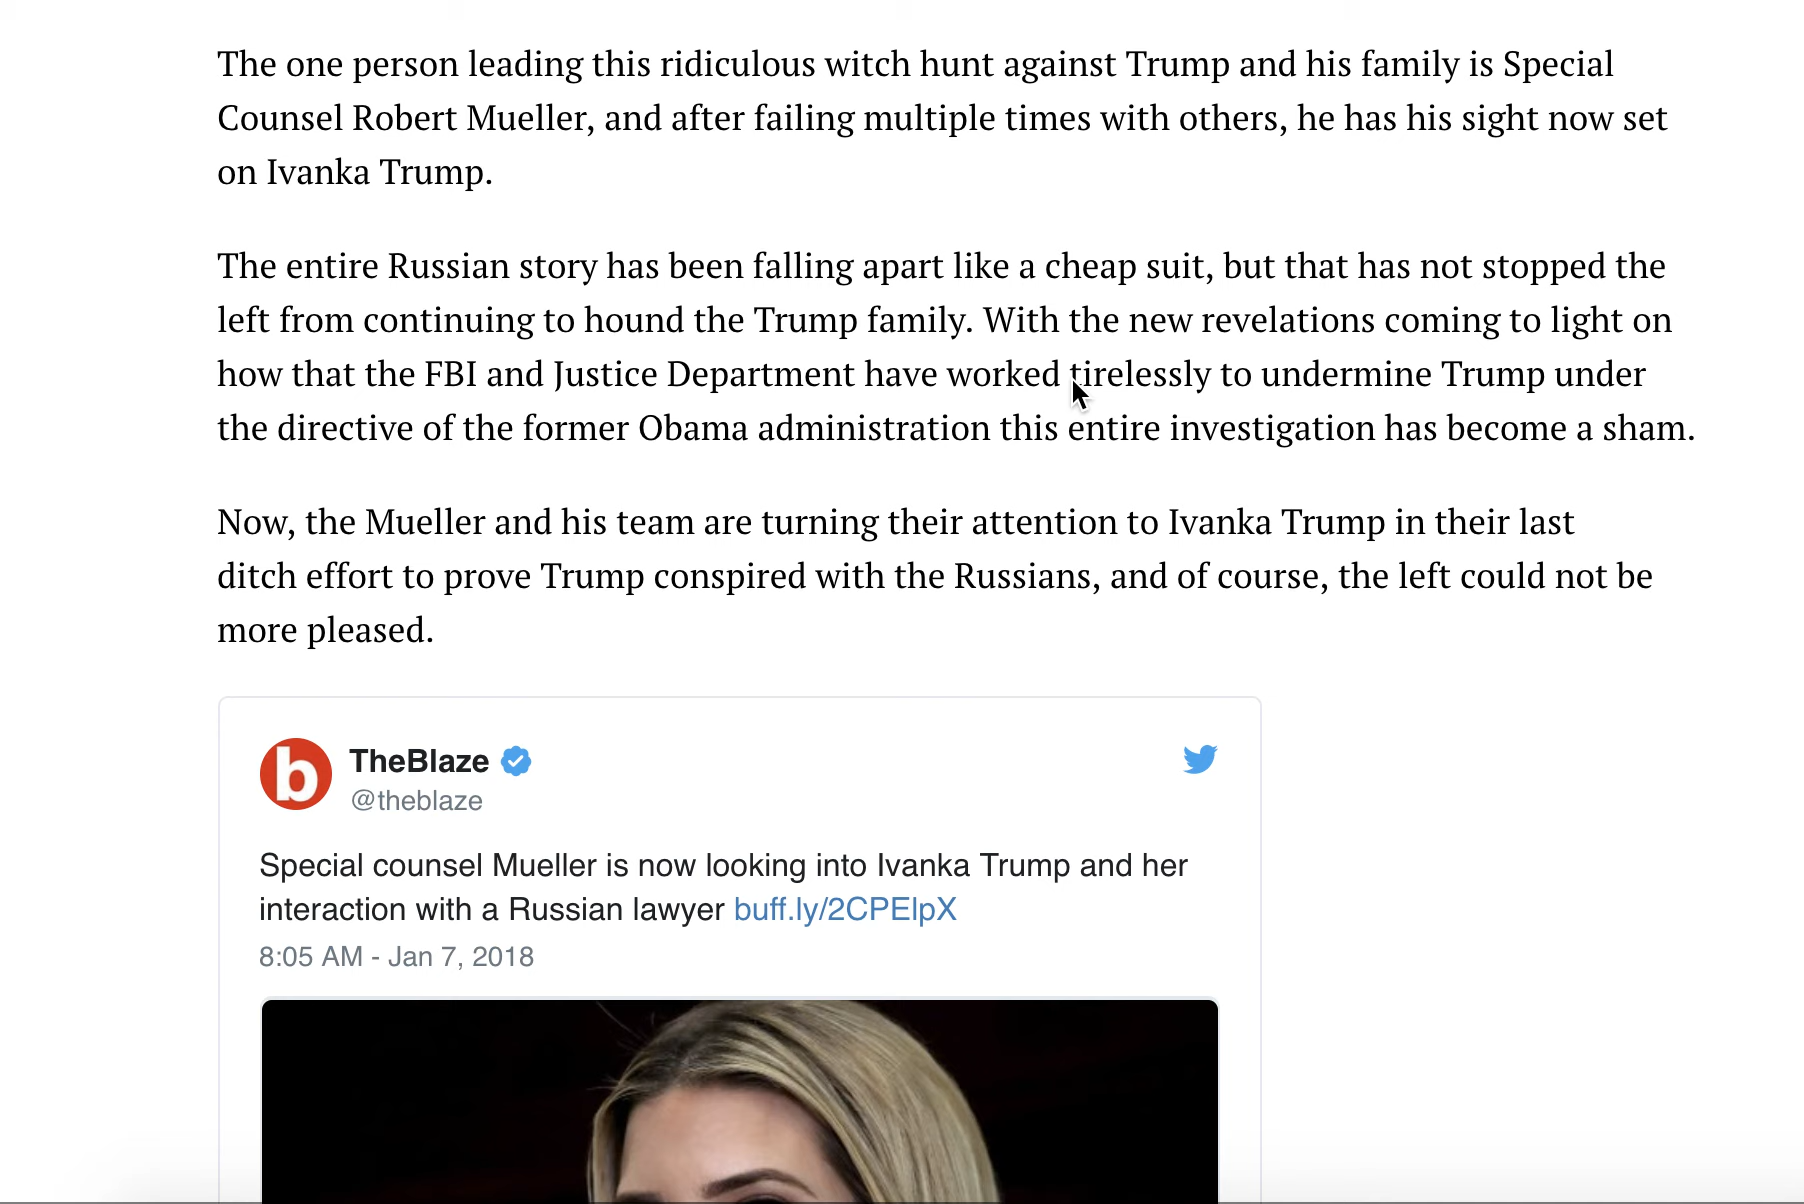 The one person leading this ridiculous witch hunt against Trump and his family is Special
Counsel Robert Mueller, and after failing multiple times with others, he has his sight now set
on Ivanka Trump.
The entire Russian story has been falling apart like a cheap suit, but that has not stopped the
left from continuing to hound the Trump family. With the new revelations coming to light on
how that the FBI and Justice Department have worked tirelessly to undermine Trump under
the directive of the former Obama administration this entire investigation has become a sham.
Now, the Mueller and his team are turning their attention to Ivanka Trump in their last
ditch effort to prove Trump conspired with the Russians, and of course, the left could not be
more pleased.
b
TheBlaze
@theblaze
Special counsel Mueller is now looking into Ivanka Trump and her
interaction with a Russian lawyer buff.ly/2CPElpX
8:05 AM - Jan 7, 2018